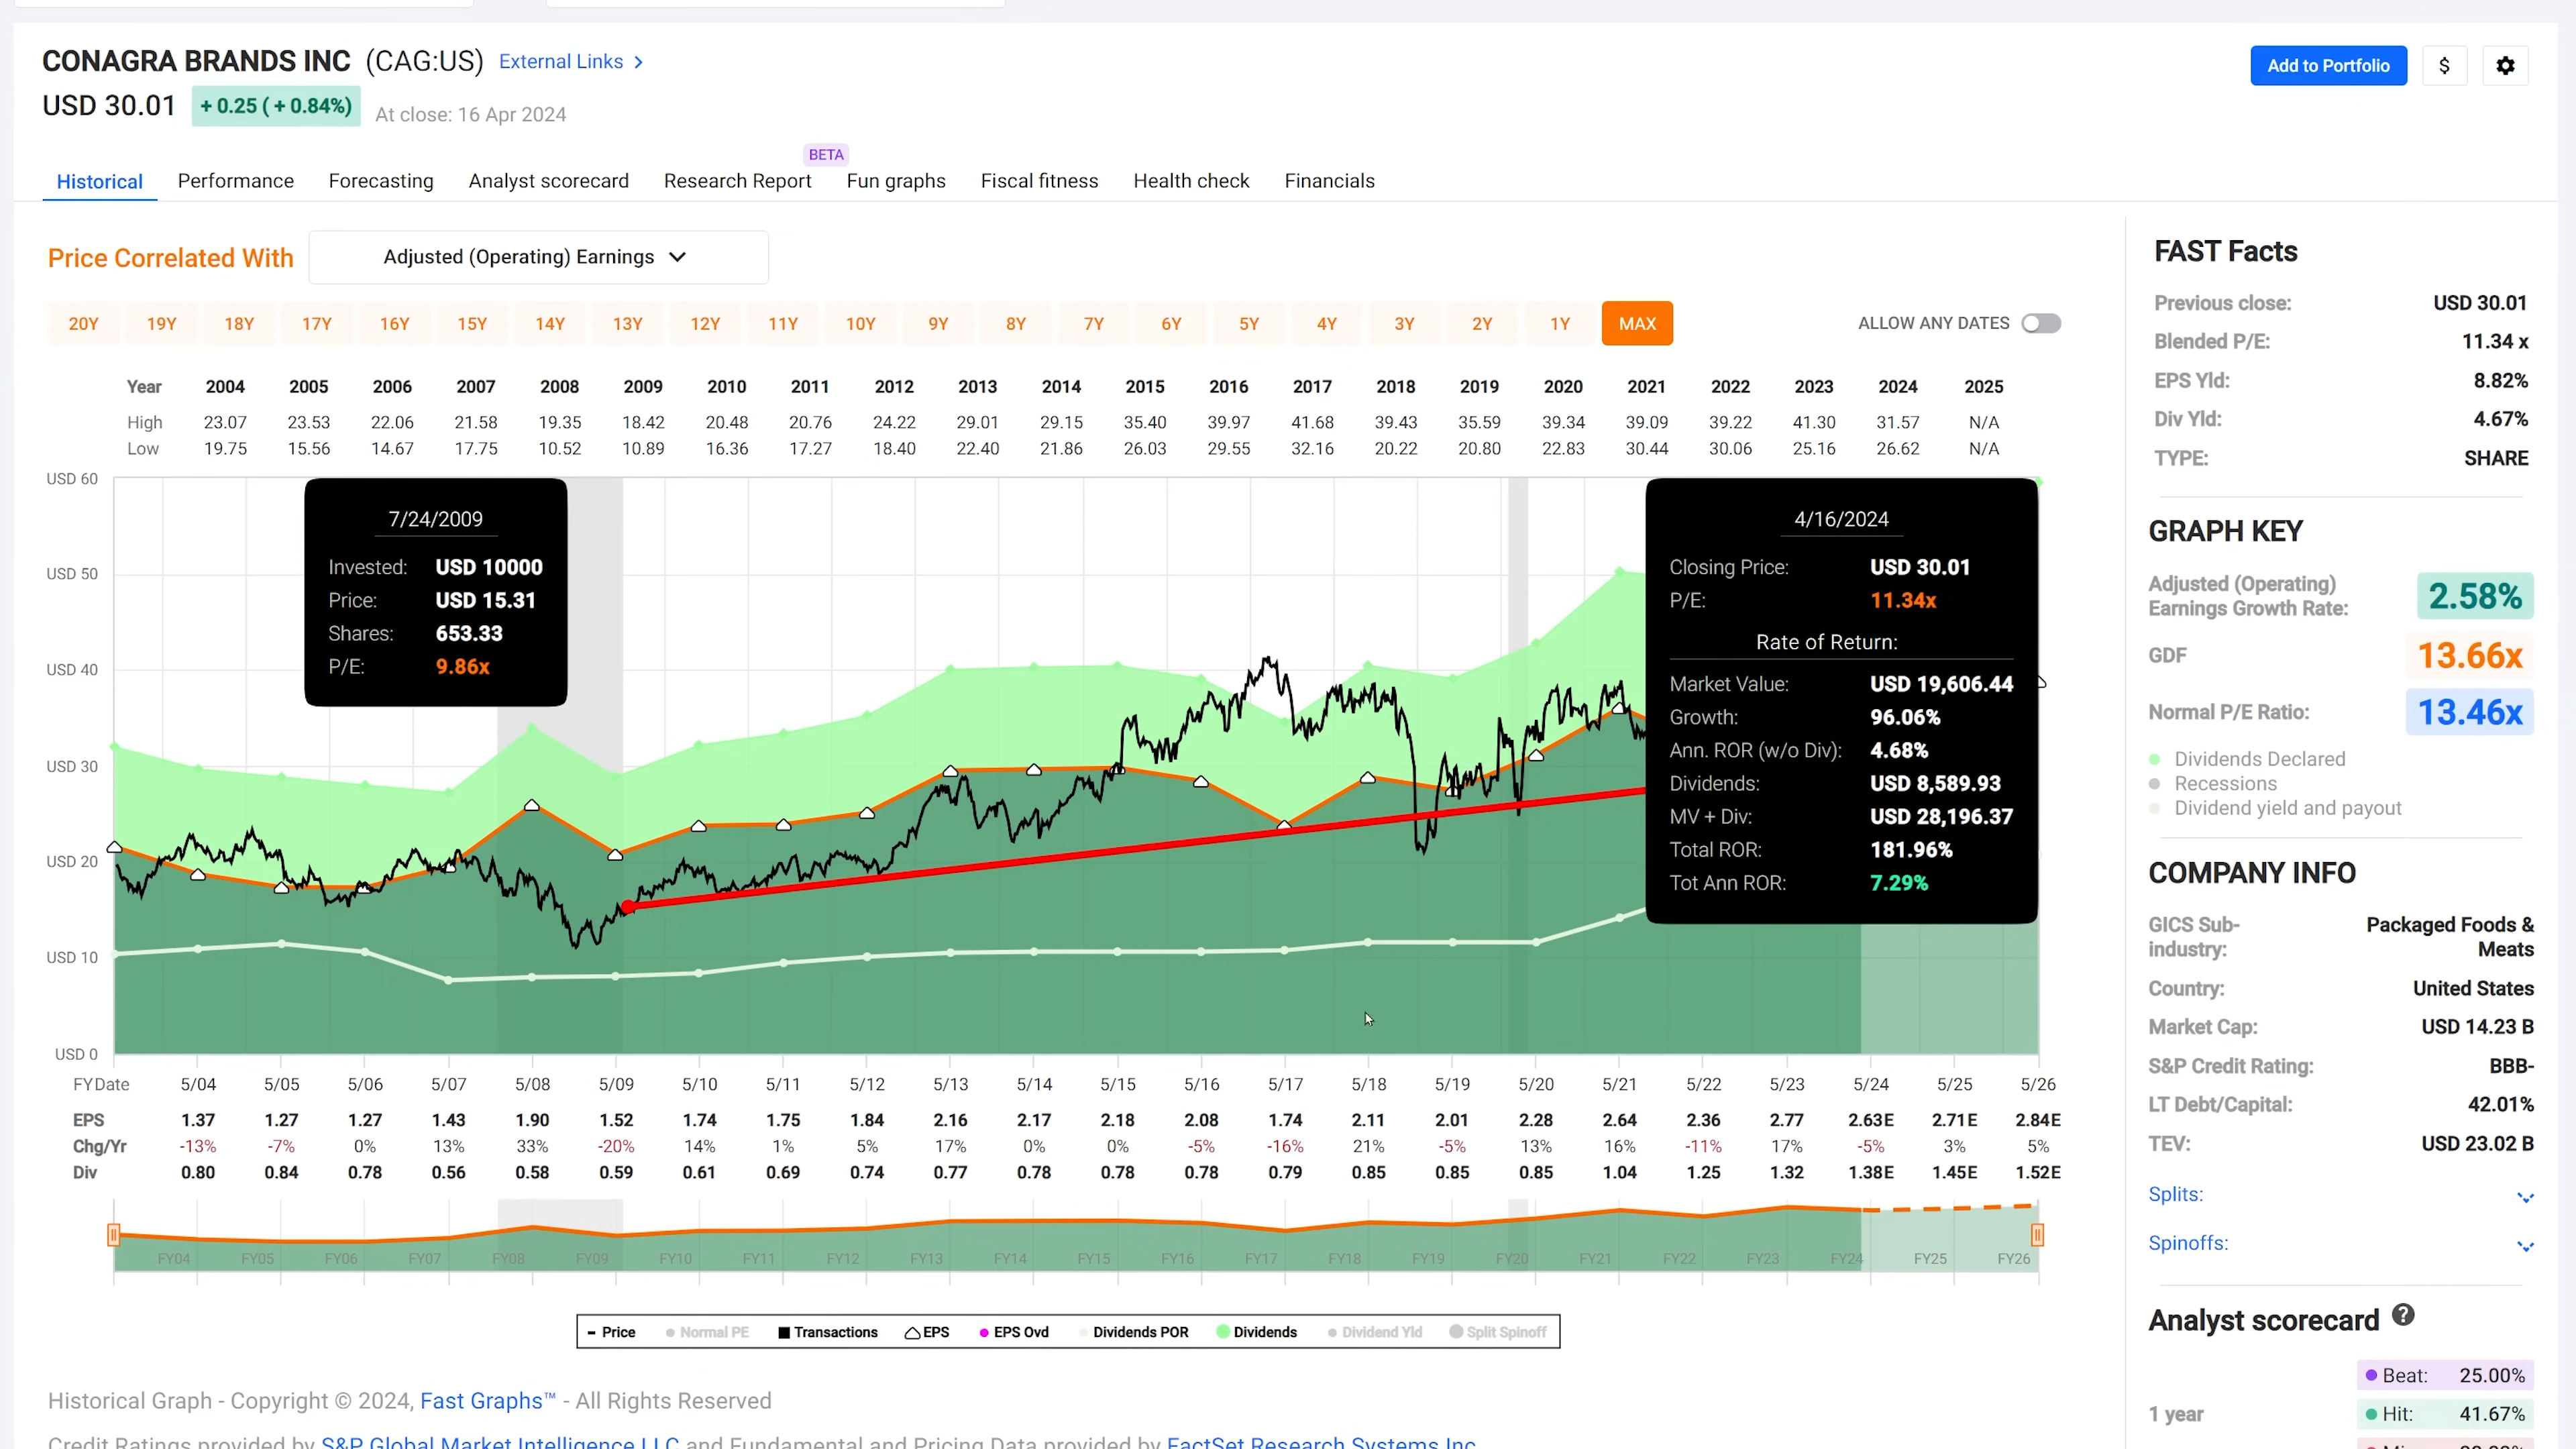 CONAGRA BRANDS INC (CAG:US) External Links >
Add to Portfolio $
USD 30.01 + 0.25 ( + 0.84%) At close: 16 Apr 2024
BETA
Historical Performance Forecasting Analyst scorecard Research Report Fun graphs Fiscal fitness Health check Financials
Price Correlated With Adjusted (Operating) Earnings
20Y 19Y 18Y 17Y 16Y 15Y 14Y 13Y 12Y 11Y 10Y 9Y 8Y 7Y 6Y 5Y 4Y 3Y 2Y 1Y MAX ALLOW ANY DATES
Year 2004 2005 2006 2007 2008 2009 2010 2011 2012 2013 2014 2015 2016 2017 2018 2019 2020 2021 2022 2023 2024 2025
High 23.07 23.53 22.06 21.58 19.35 18.42 20.48 20.76 24.22 29.01 29.15 35.40 39.97 41.68 39.43 35.59 39.34 39.09 39.22 41.30 31.57 N/A
Low 19.75 15.56 14.67 17.75 10.52 10.89 16.36 17.27 18.40 22.40 21.86 26.03 29.55 32.16 20.22 20.80 22.83 30.44 30.06 25.16 26.62 N/A
USD 60
USD 50
USD 40
USD 30
USD 20
USD 10
USD 0
7/24/2009
Invested: USD 10000
Price: USD 15.31
Shares: 653.33
P/E: 9.86x
4/16/2024
Closing Price: USD 30.01
P/E: 11.34x
Rate of Return:
Market Value: USD 19,606.44
Growth: 96.06%
Ann. ROR (w/o Div): 4.68%
Dividends: USD 8,589.93
MV + Div: USD 28,196.37
Total ROR: 181.96%
Tot Ann ROR: 7.29%
FYDate 5/04 5/05 5/06 5/07 5/08 5/09 5/10 5/11 5/12 5/13 5/14 5/15 5/16 5/17 5/18 5/19 5/20 5/21 5/22 5/23 5/24 5/25 5/26
EPS 1.37 1.27 1.27 1.43 1.90 1.52 1.74 1.75 1.84 2.16 2.17 2.18 2.08 1.74 2.11 2.01 2.28 2.64 2.36 2.77 2.63E 2.71E 2.84E
Chg/Yr -13% -7% 0% 13% 33% -20% 14% 1% 5% 17% 0% 0% -5% -16% 21% -5% 13% 16% -11% 17% -5% 3% 5%
Div 0.80 0.84 0.78 0.56 0.58 0.59 0.61 0.69 0.74 0.77 0.78 0.78 0.78 0.79 0.85 0.85 0.85 1.04 1.25 1.32 1.38E 1.45E 1.52E
FY04 FY05 FY06 FY07 FY08 FY09 FY10 FY11 FY12 FY13 FY14 FY15 FY16 FY17 FY18 FY19 FY20 FY21 FY22 FY23 FY24 FY25 FY26
Price Normal PE Transactions EPS EPS Ovd Dividends POR Dividends Dividend Yld Split Spinoff
Historical Graph - Copyright © 2024, Fast Graphs™ - All Rights Reserved
Credit Ratings provided by S&P Global Market Intelligence LLC and Fundamental and Pricing Data provided by FactSet Research Systems Inc
FAST Facts
Previous close: USD 30.01
Blended P/E: 11.34 x
EPS Yld: 8.82%
Div Yld: 4.67%
TYPE: SHARE
GRAPH KEY
Adjusted (Operating)
Earnings Growth Rate: 2.58%
GDF 13.66x
Normal P/E Ratio: 13.46x
Dividends Declared
Recessions
Dividend yield and payout
COMPANY INFO
GICS Sub- Packaged Foods &
industry: Meats
Country: United States
Market Cap: USD 14.23 B
S&P Credit Rating: BBB-
LT Debt/Capital: 42.01%
TEV: USD 23.02 B
Splits:
Spinoffs:
Analyst scorecard ?
Beat: 25.00%
1 year Hit: 41.67%